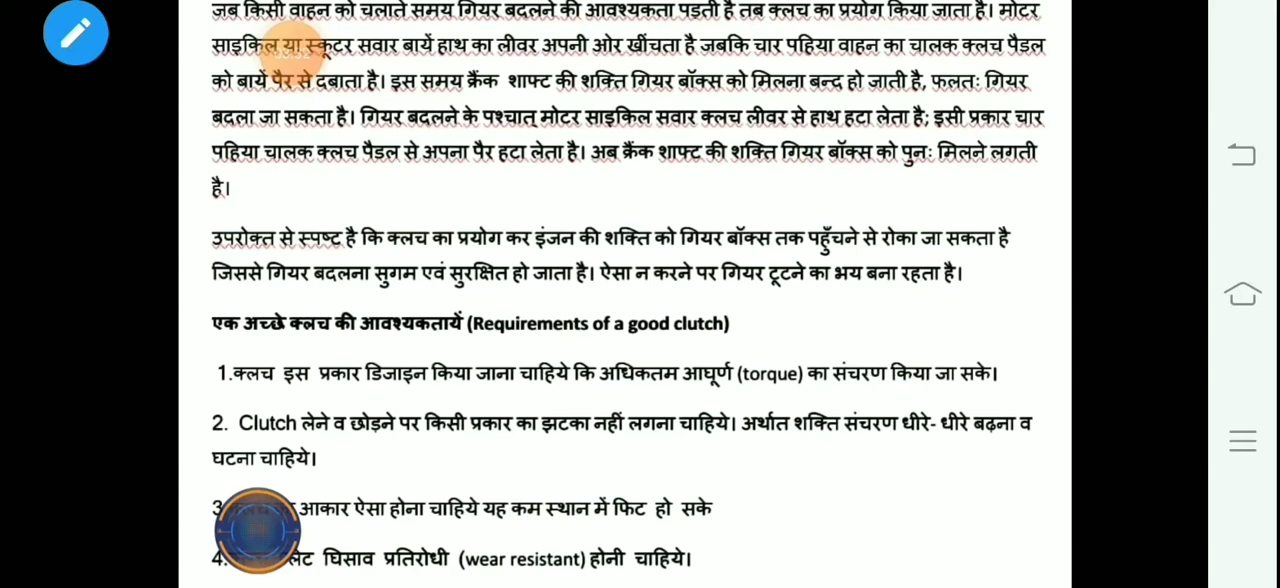 जब किसी वाहन को चलाते समय गियर बदलने की आवश्यकता पड़ती है तब क्लच का प्रयोग किया जाता है। मोटर
साइकिल या स्कूटर सवार बायें हाथ का लीवर अपनी ओर खींचता है जबकि चार पहिया वाहन का चालक क्लच पैडल
को बायें पैर से दबाता है। इस समय क्रैंक शाफ्ट की शक्ति गियर बॉक्स को मिलना बन्द हो जाती है, फलतः गियर
बदला जा सकता है। गियर बदलने के पश्चात् मोटर साइकिल सवार क्लच लीवर से हाथ हटा लेता है; इसी प्रकार चार
पहिया चालक क्लच पैडल से अपना पैर हटा लेता है। अब क्रैंक शाफ्ट की शक्ति गियर बॉक्स को पुनः मिलने लगती
है।
उपरोक्त से स्पष्ट है कि क्लच का प्रयोग कर इंजन की शक्ति को गियर बॉक्स तक पहुँचने से रोका जा सकता है
जिससे गियर बदलना सुगम एवं सुरक्षित हो जाता है। ऐसा न करने पर गियर टूटने का भय बना रहता है।
एक अच्छे क्लच की आवश्यकतायें (Requirements of a good clutch)
1.क्लच इस प्रकार डिजाइन किया जाना चाहिये कि अधिकतम आघूर्ण (torque) का संचरण किया जा सके।
2. Clutch लेने व छोड़ने पर किसी प्रकार का झटका नहीं लगना चाहिये। अर्थात शक्ति संचरण धीरे- धीरे बढ़ना व
घटना चाहिये।
3 आकार ऐसा होना चाहिये यह कम स्थान में फिट हो सके
4. घिसाव प्रतिरोधी (wear resistant) होनी चाहिये।